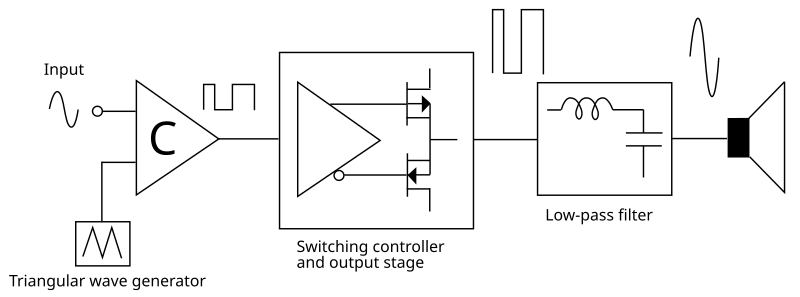 Input
C
Triangular wave generator
Switching controller
and output stage
Low-pass filter